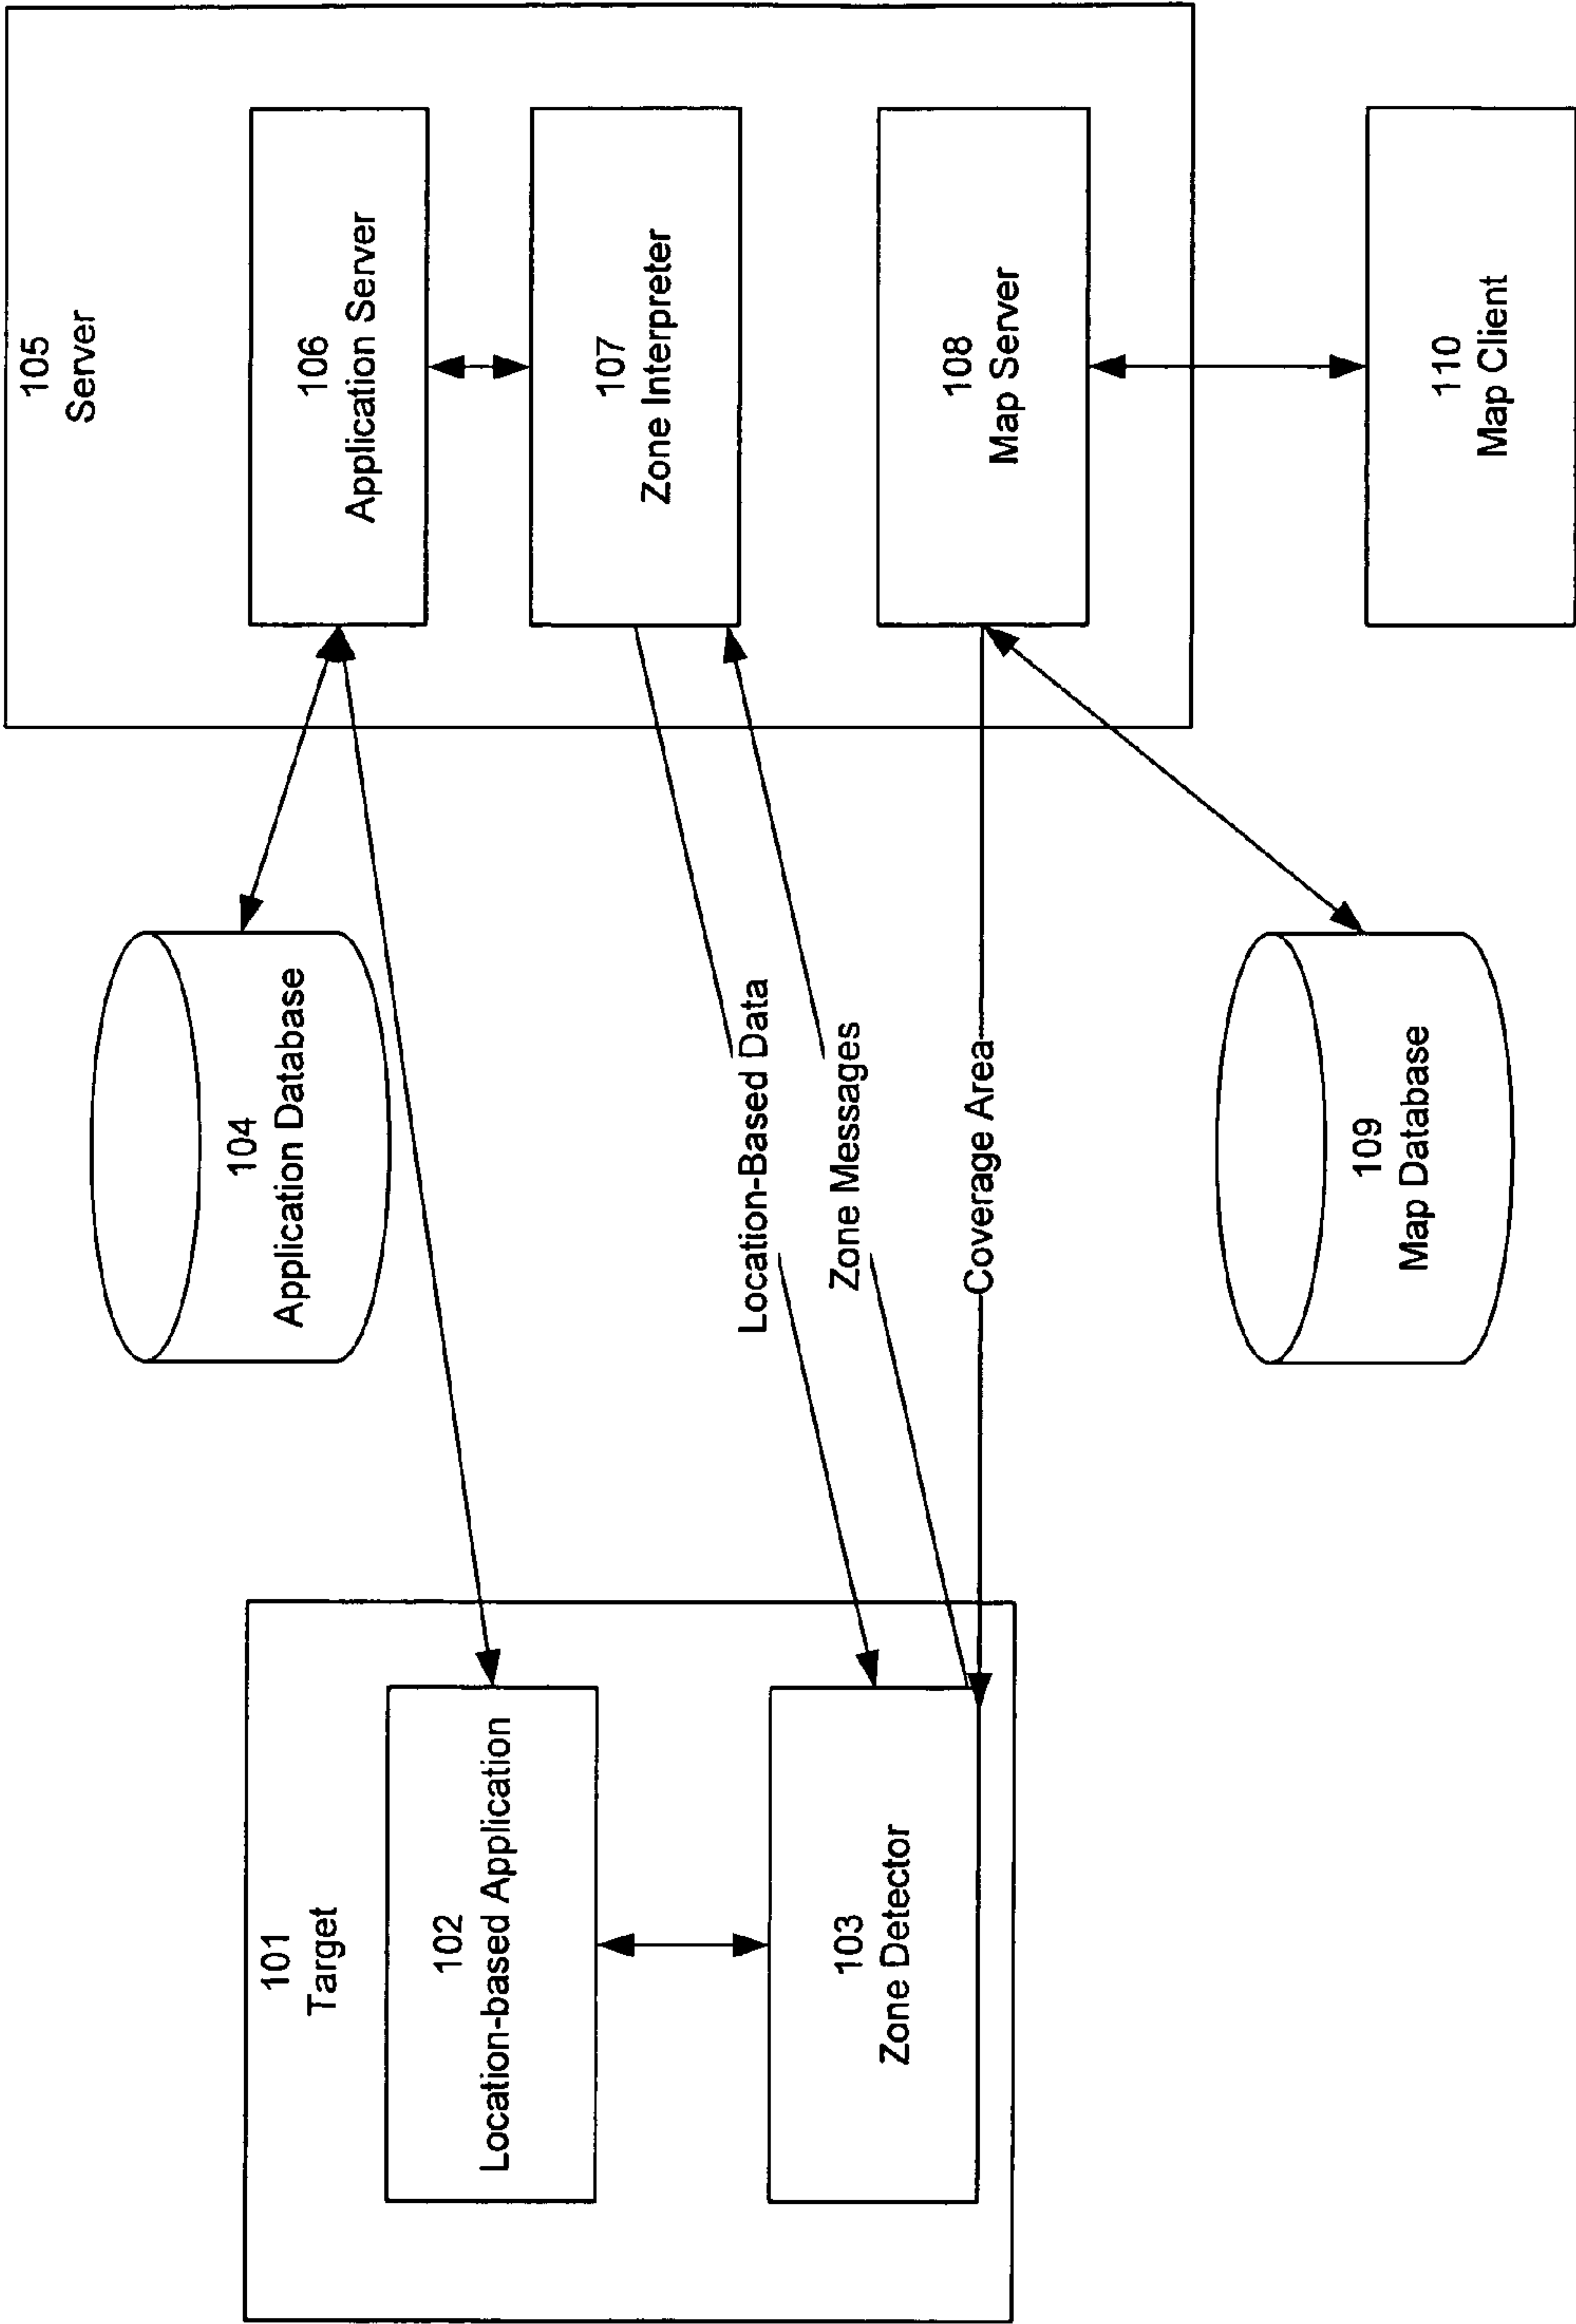 101
Target
102
Location-based Application
103
Zone Detector
104
Application Database
Location-Based Data
Zone Messages
Coverage Area
109
Map Database
105
Server
106
Application Server
107
Zone Interpreter
108
Map Server
110
Map Client